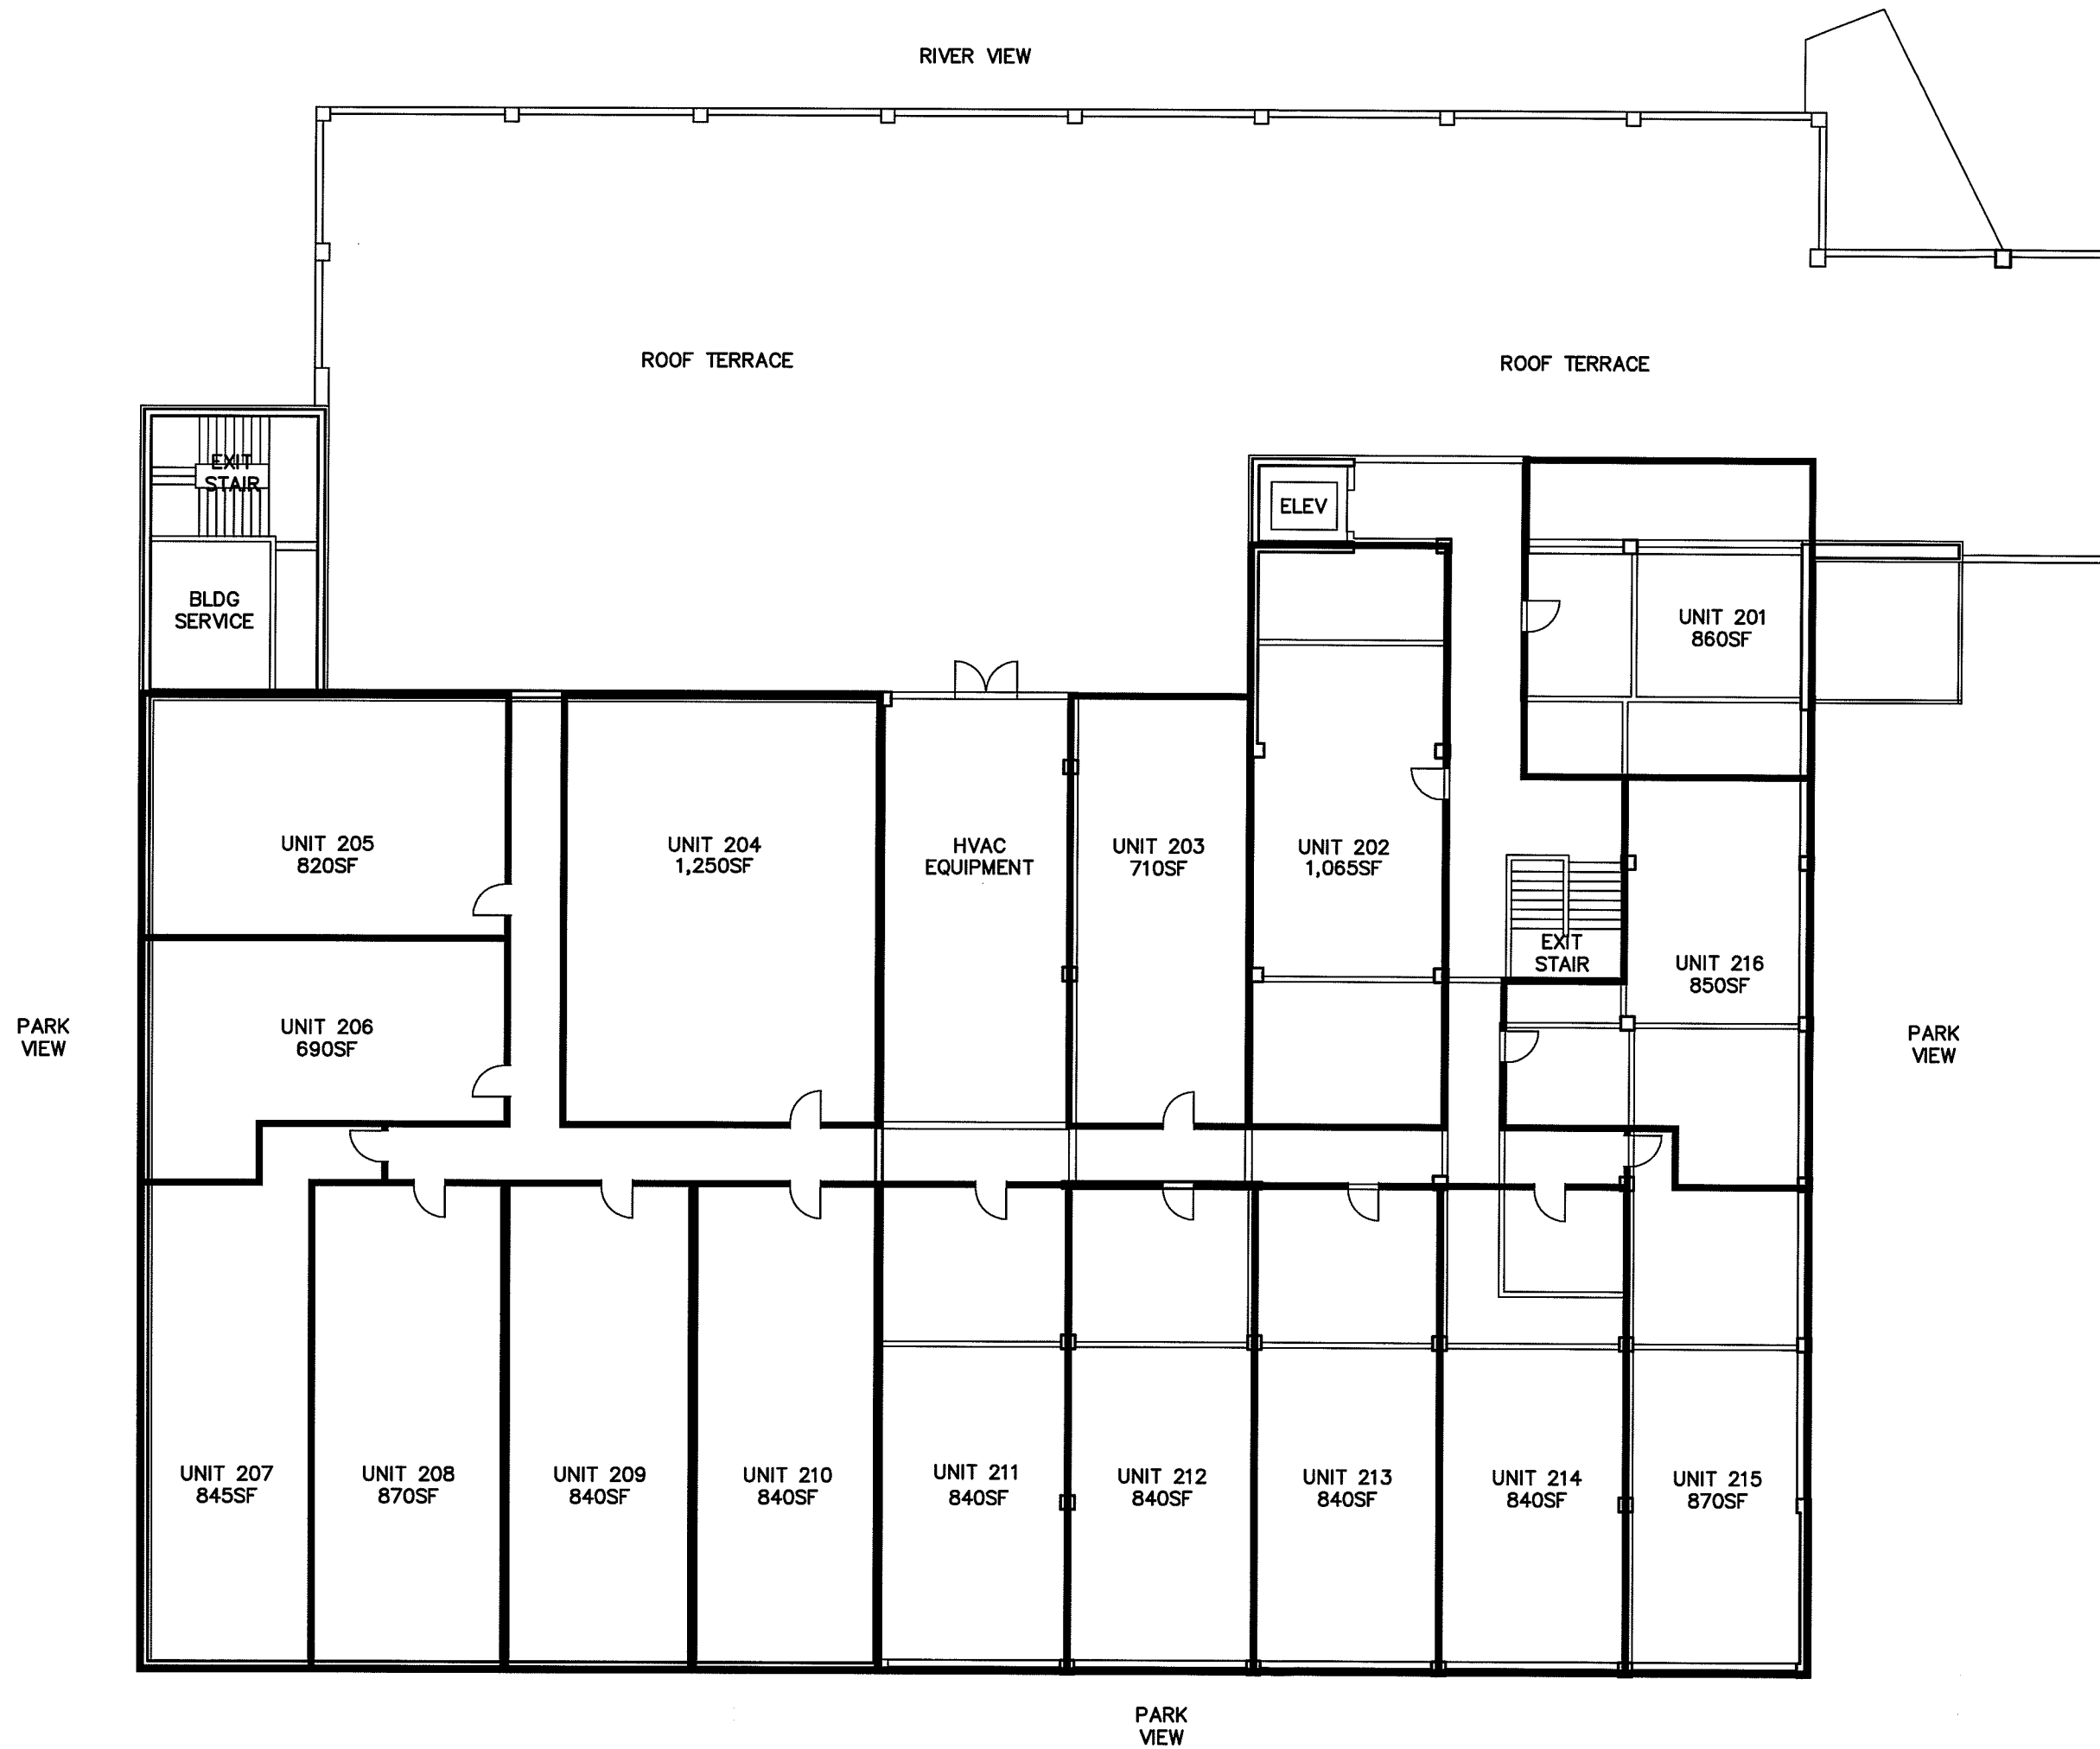 RIVER VIEW
ROOF TERRACE
ROOF TERRACE
EXIT
STAIR
ELEV
BLDG
SERVICE
UNIT 201
860SF
UNIT 205
820SF
UNIT 204
1,250SF
HVAC
EQUIPMENT
UNIT 203
710SF
UNIT 202
1,065SF
EXIT
STAIR
UNIT 216
850SF
PARK
VIEW
UNIT 206
690SF
PARK
VIEW
UNIT 207
845SF
UNIT 208
870SF
UNIT 209
840SF
UNIT 210
840SF
UNIT 211
840SF
UNIT 212
840SF
UNIT 213
840SF
UNIT 214
840SF
UNIT 215
870SF
PARK
VIEW